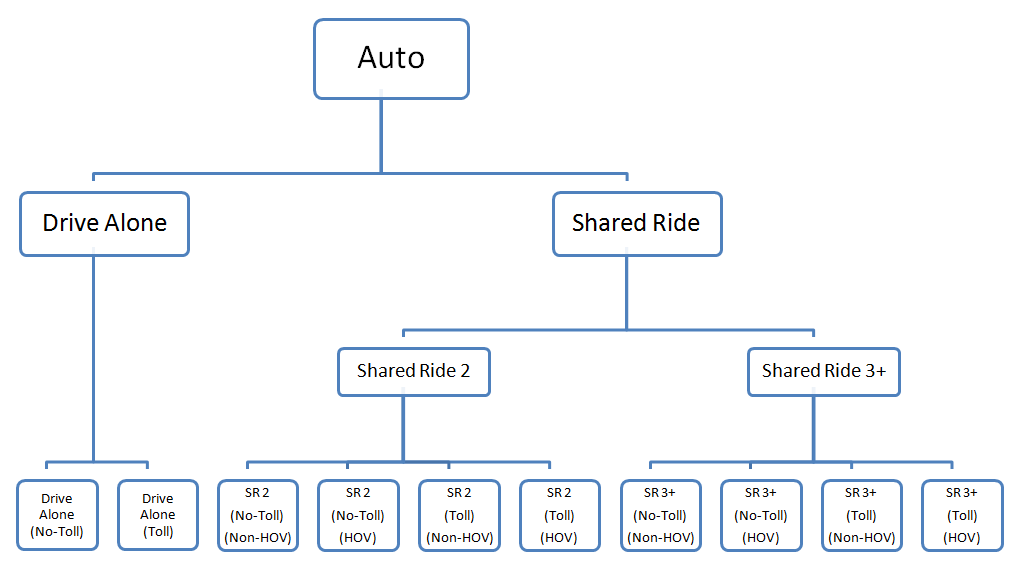 Auto
Drive Alone
Shared Ride
Shared Ride 2
Shared Ride 3+
Drive
Alone
(No-Toll)
Drive
Alone
(Toll)
SR 2
(No-Toll)
(Non-HOV)
SR 2
(No-Toll)
(HOV)
SR 2
(Toll)
(Non-HOV)
SR 2
(Toll)
(HOV)
SR 3+
(No-Toll)
(Non-HOV)
SR 3+
(No-Toll)
(HOV)
SR 3+
(Toll)
(Non-HOV)
SR 3+
(Toll)
(HOV)